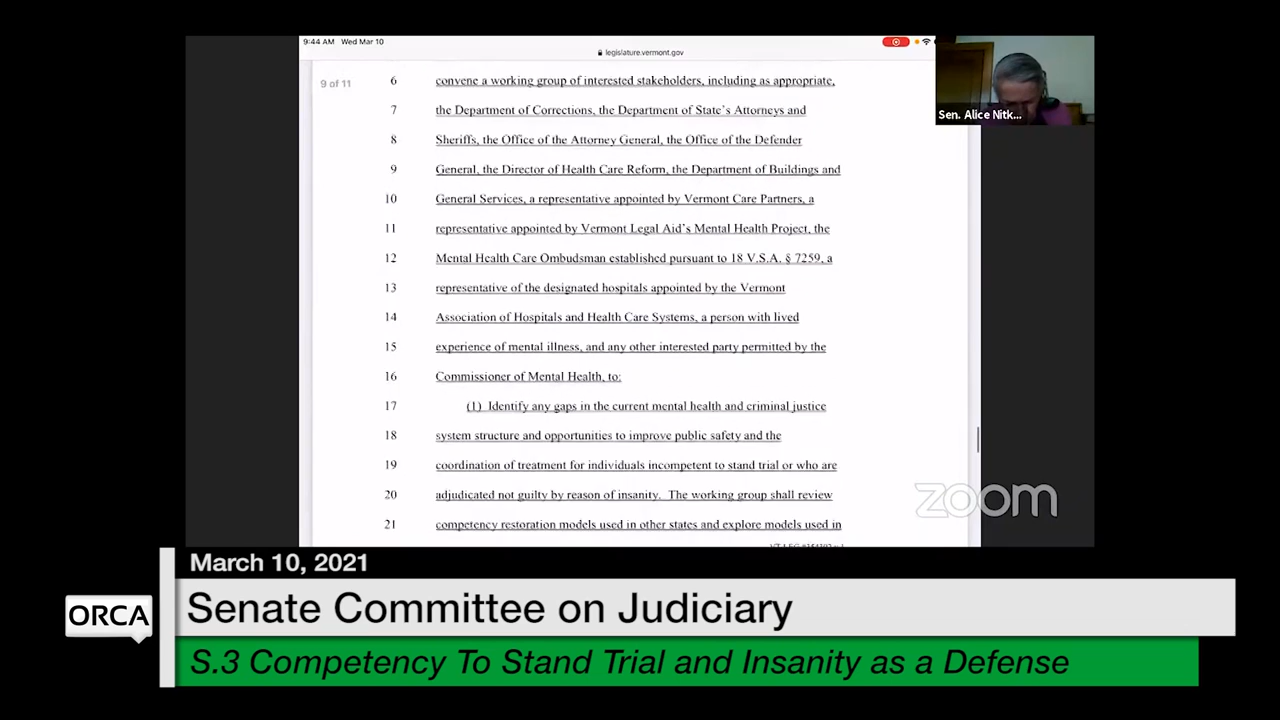 9:44 AM Wed Mar 10
legislature.vermont.gov
9 of 11
6 convene a working group of interested stakeholders, including as appropriate,
7 the Department of Corrections, the Department of State's Attorneys and
8 Sheriffs, the Office of the Attorney General, the Office of the Defender
9 General, the Director of Health Care Reform, the Department of Buildings and
10 General Services, a representative appointed by Vermont Care Partners, a
11 representative appointed by Vermont Legal Aid's Mental Health Project, the
12 Mental Health Care Ombudsman established pursuant to 18 V.S.A. § 7259, a
13 representative of the designated hospitals appointed by the Vermont
14 Association of Hospitals and Health Care Systems, a person with lived
15 experience of mental illness, and any other interested party permitted by the
16 Commissioner of Mental Health, to:
17 (1) Identify any gaps in the current mental health and criminal justice
18 system structure and opportunities to improve public safety and the
19 coordination of treatment for individuals incompetent to stand trial or who are
20 adjudicated not guilty by reason of insanity. The working group shall review
21 competency restoration models used in other states and explore models used in
Sen. Alice Nitk...
zoom
March 10, 2021
ORCA
Senate Committee on Judiciary
S.3 Competency To Stand Trial and Insanity as a Defense